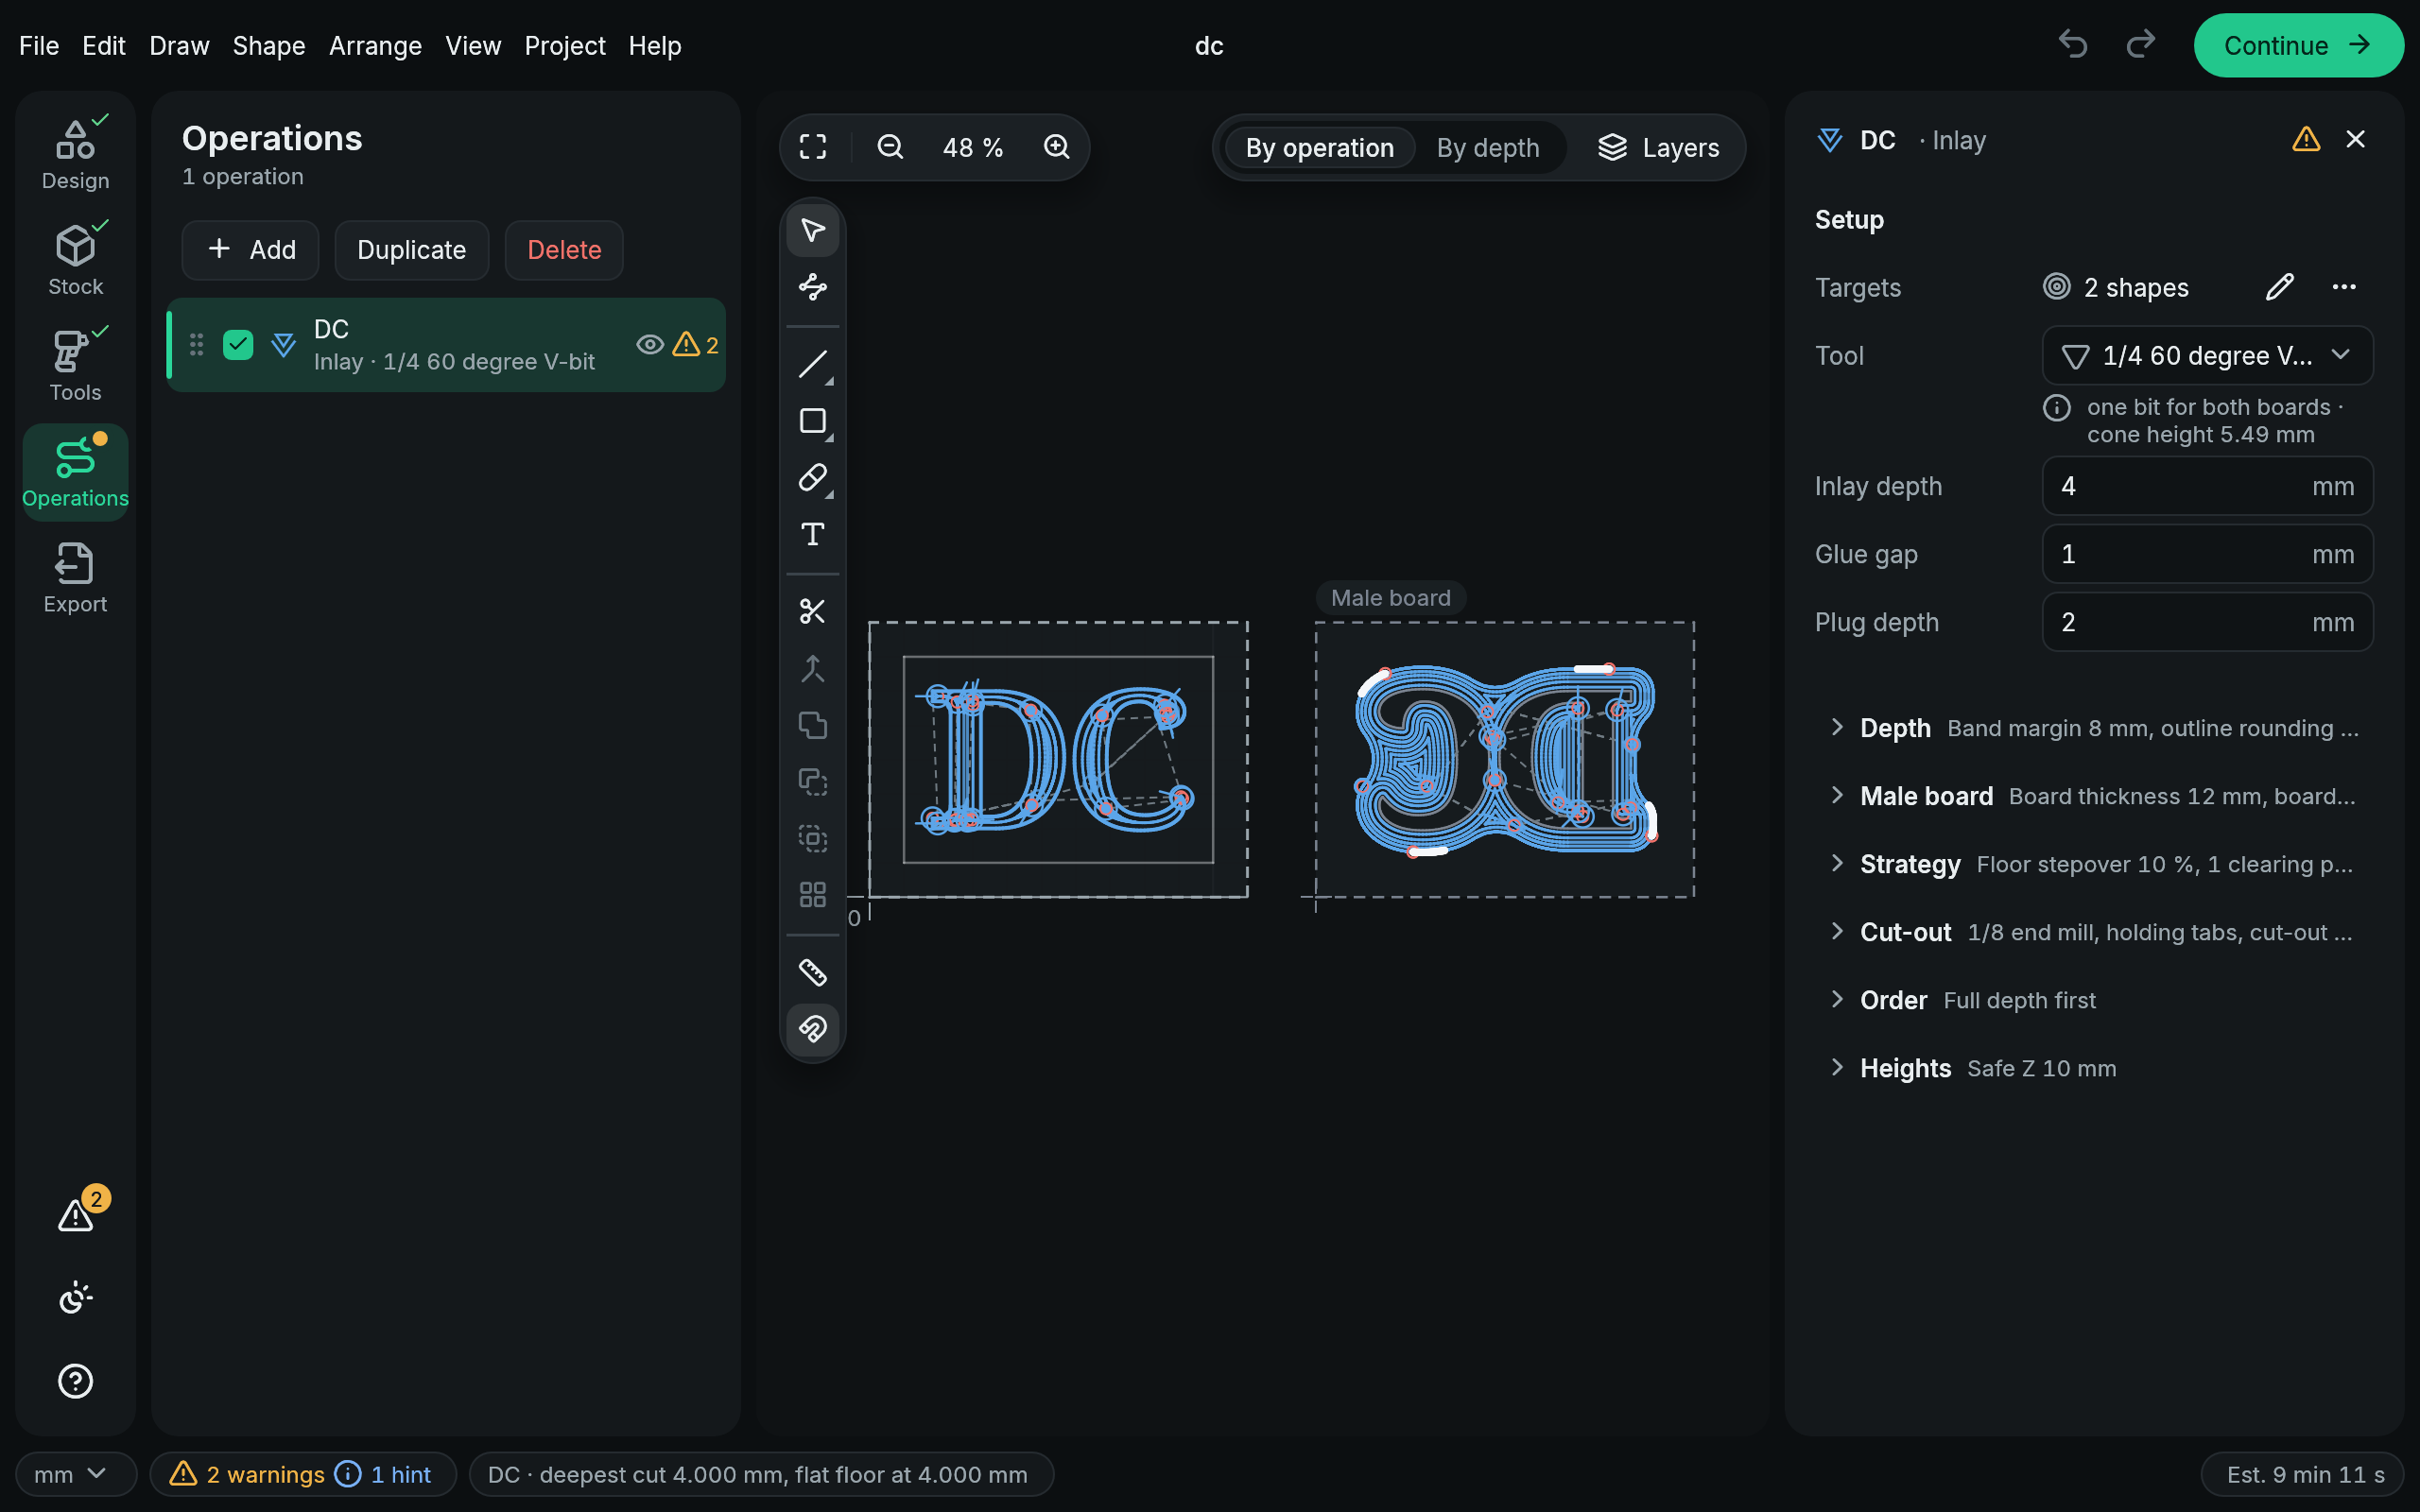 File Edit Draw Shape Arrange View Project Help
dc
Continue
Design
Stock
Tools
Operations
Export
2
Operations
1 operation
Add
Duplicate
Delete
DC
Inlay · 1/4 60 degree V-bit
2
48 %
By operation
By depth
Layers
Male board
0
DC · Inlay
Setup
Targets
2 shapes
Tool
1/4 60 degree V...
one bit for both boards ·
cone height 5.49 mm
Inlay depth
4 mm
Glue gap
1 mm
Plug depth
2 mm
Depth Band margin 8 mm, outline rounding ...
Male board Board thickness 12 mm, board...
Strategy Floor stepover 10 %, 1 clearing p...
Cut-out 1/8 end mill, holding tabs, cut-out ...
Order Full depth first
Heights Safe Z 10 mm
mm
2 warnings
1 hint
DC · deepest cut 4.000 mm, flat floor at 4.000 mm
Est. 9 min 11 s